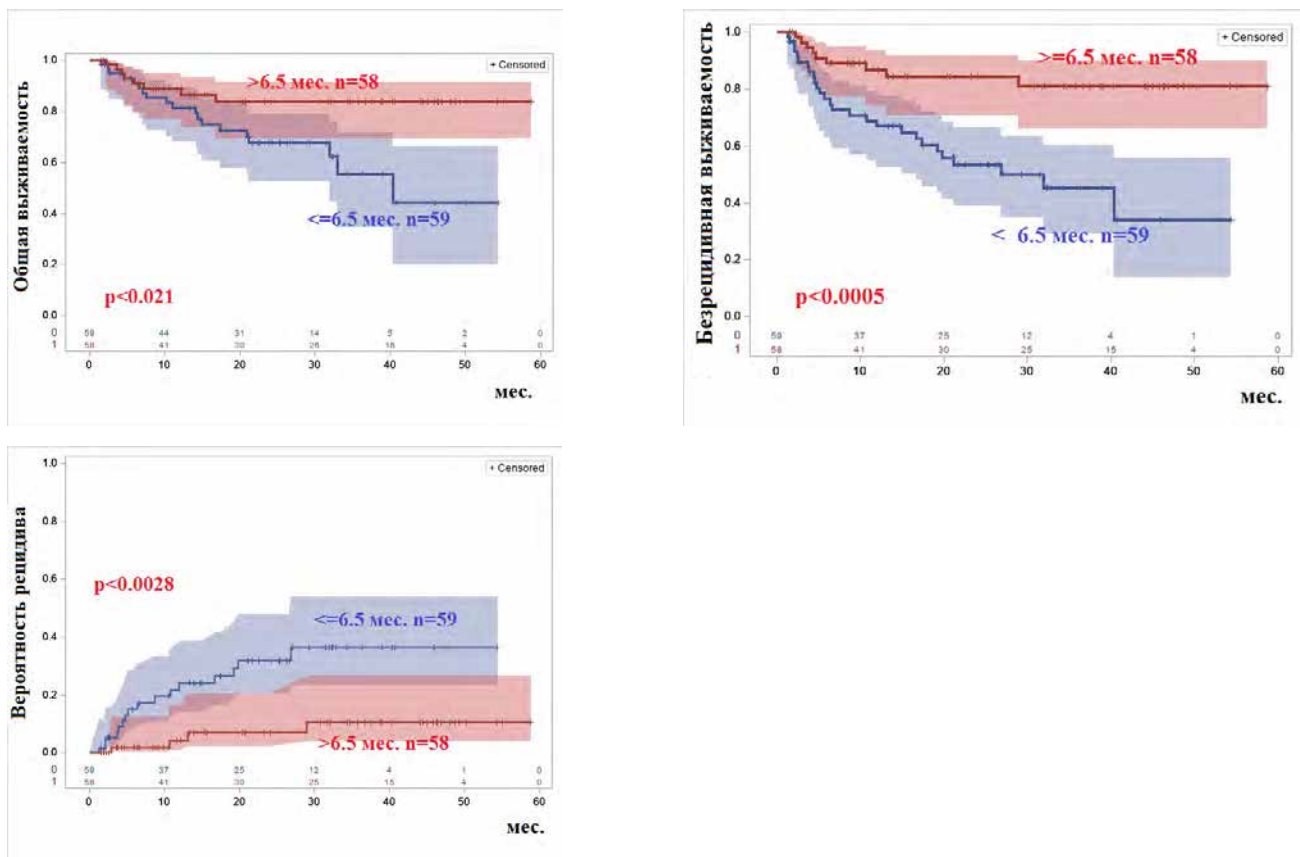 Общая выживаемость
1.0
0.8
0.6
0.4
0.2
0.0
+ Censored
>6.5 мес. n=58
<=6.5 мес. n=59
p<0.021
0 59 44 31 14 5 2 0
1 58 41 30 26 16 4 0
0 10 20 30 40 50 60
мес.
Безрецидивная выживаемость
1.0
0.8
0.6
0.4
0.2
0.0
+ Censored
>=6.5 мес. n=58
< 6.5 мес. n=59
p<0.0005
0 59 37 25 12 4 1 0
1 58 41 30 25 15 4 0
0 10 20 30 40 50 60
мес.
Вероятность рецидива
1.0
0.8
0.6
0.4
0.2
0.0
+ Censored
p<0.0028
<=6.5 мес. n=59
>6.5 мес. n=58
0 59 37 25 12 4 1 0
1 58 41 30 25 15 4 0
0 10 20 30 40 50 60
мес.